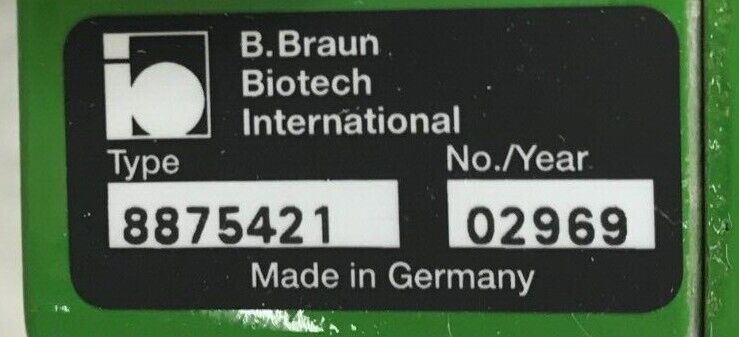 B.Braun
Biotech
International
Type No./Year
8875421 02969
Made in Germany